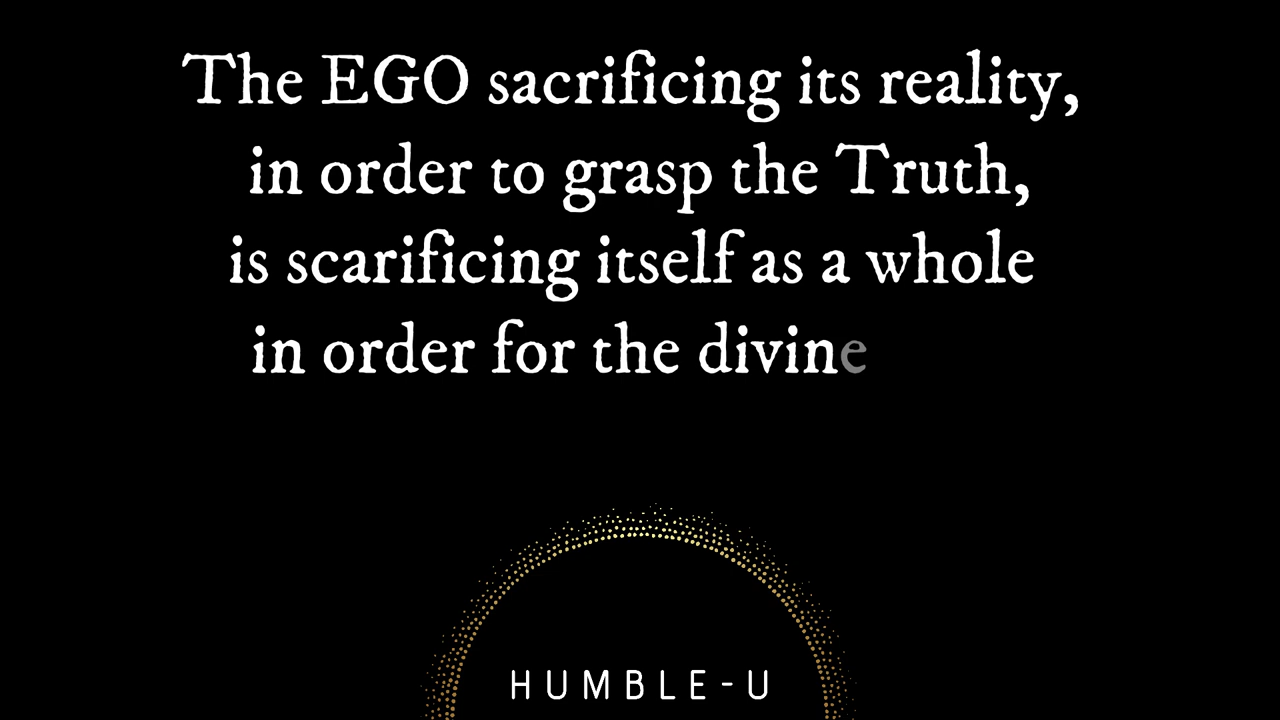 The EGO sacrificing its reality,
in order to grasp the Truth,
is scarificing itself as a whole
in order for the divine
HUMBLE-U